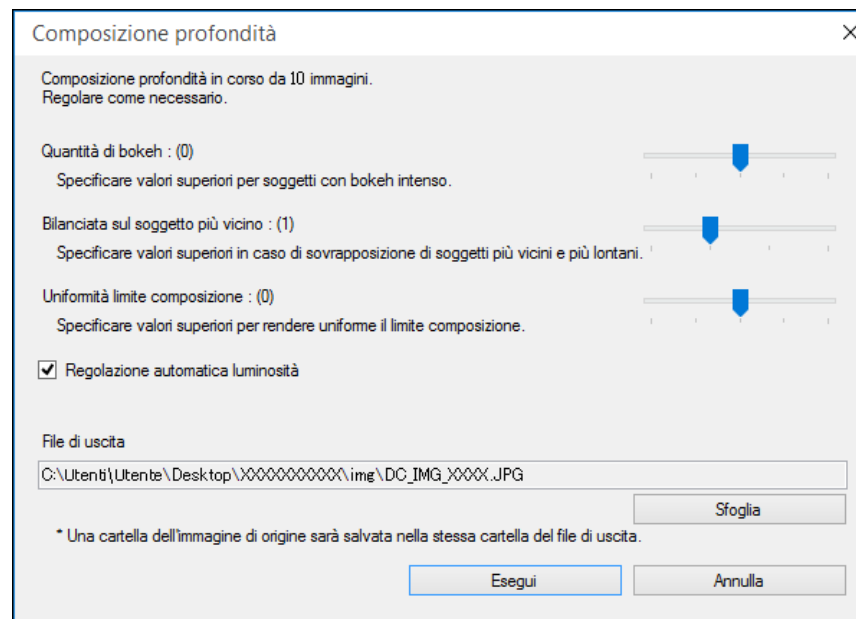 Composizione profondità
Composizione profondità in corso da 10 immagini.
Regolare come necessario.
Quantità di bokeh : (0)
Specificare valori superiori per soggetti con bokeh intenso.
Bilanciata sul soggetto più vicino : (1)
Specificare valori superiori in caso di sovrapposizione di soggetti più vicini e più lontani.
Uniformità limite composizione : (0)
Specificare valori superiori per rendere uniforme il limite composizione.
Regolazione automatica luminosità
File di uscita
C:\Utenti\Utente\Desktop\XXXXXXXXXXX\img\DC_IMG_XXXX.JPG
Sfoglia
* Una cartella dell'immagine di origine sarà salvata nella stessa cartella del file di uscita.
Esegui
Annulla